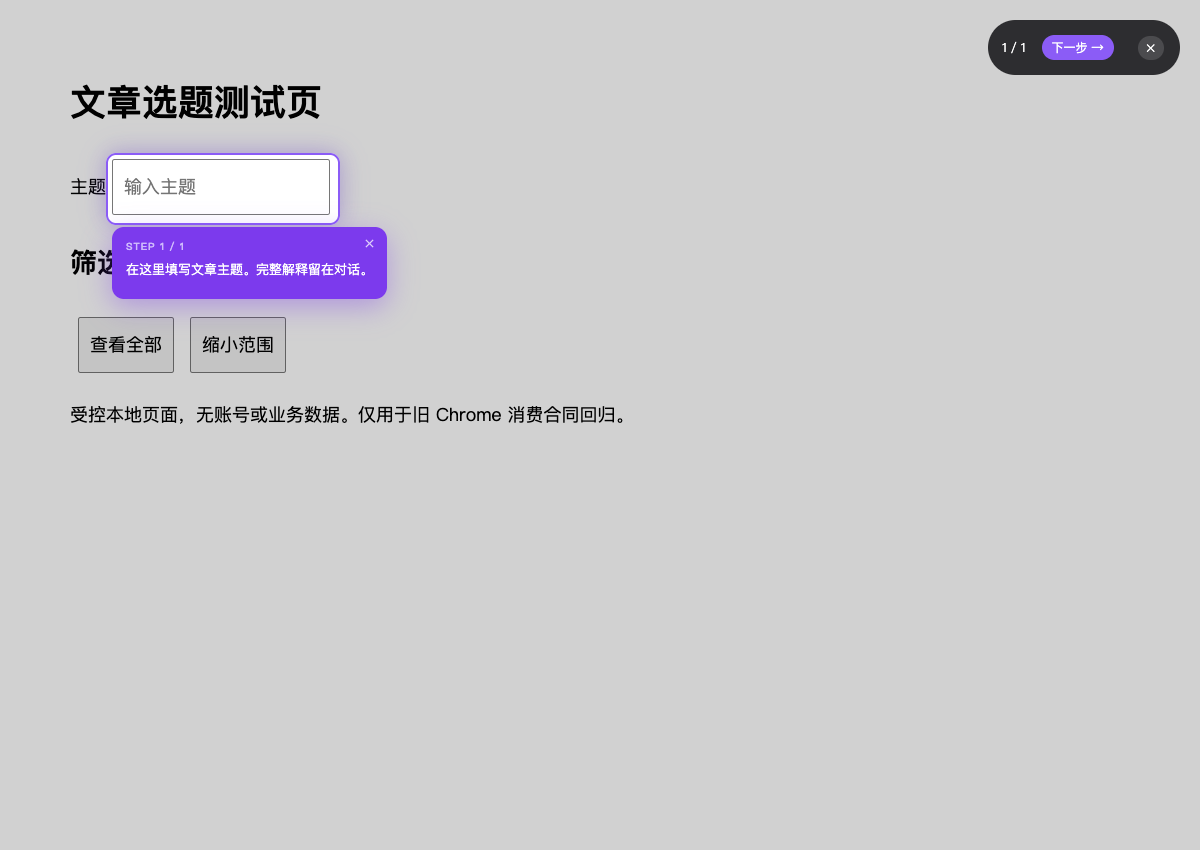 1 / 1 下一步 → ×
文章选题测试页
主题 输入主题
STEP 1 / 1 ×
在这里填写文章主题。完整解释留在对话。
筛
查看全部 缩小范围
受控本地页面，无账号或业务数据。仅用于旧 Chrome 消费合同回归。